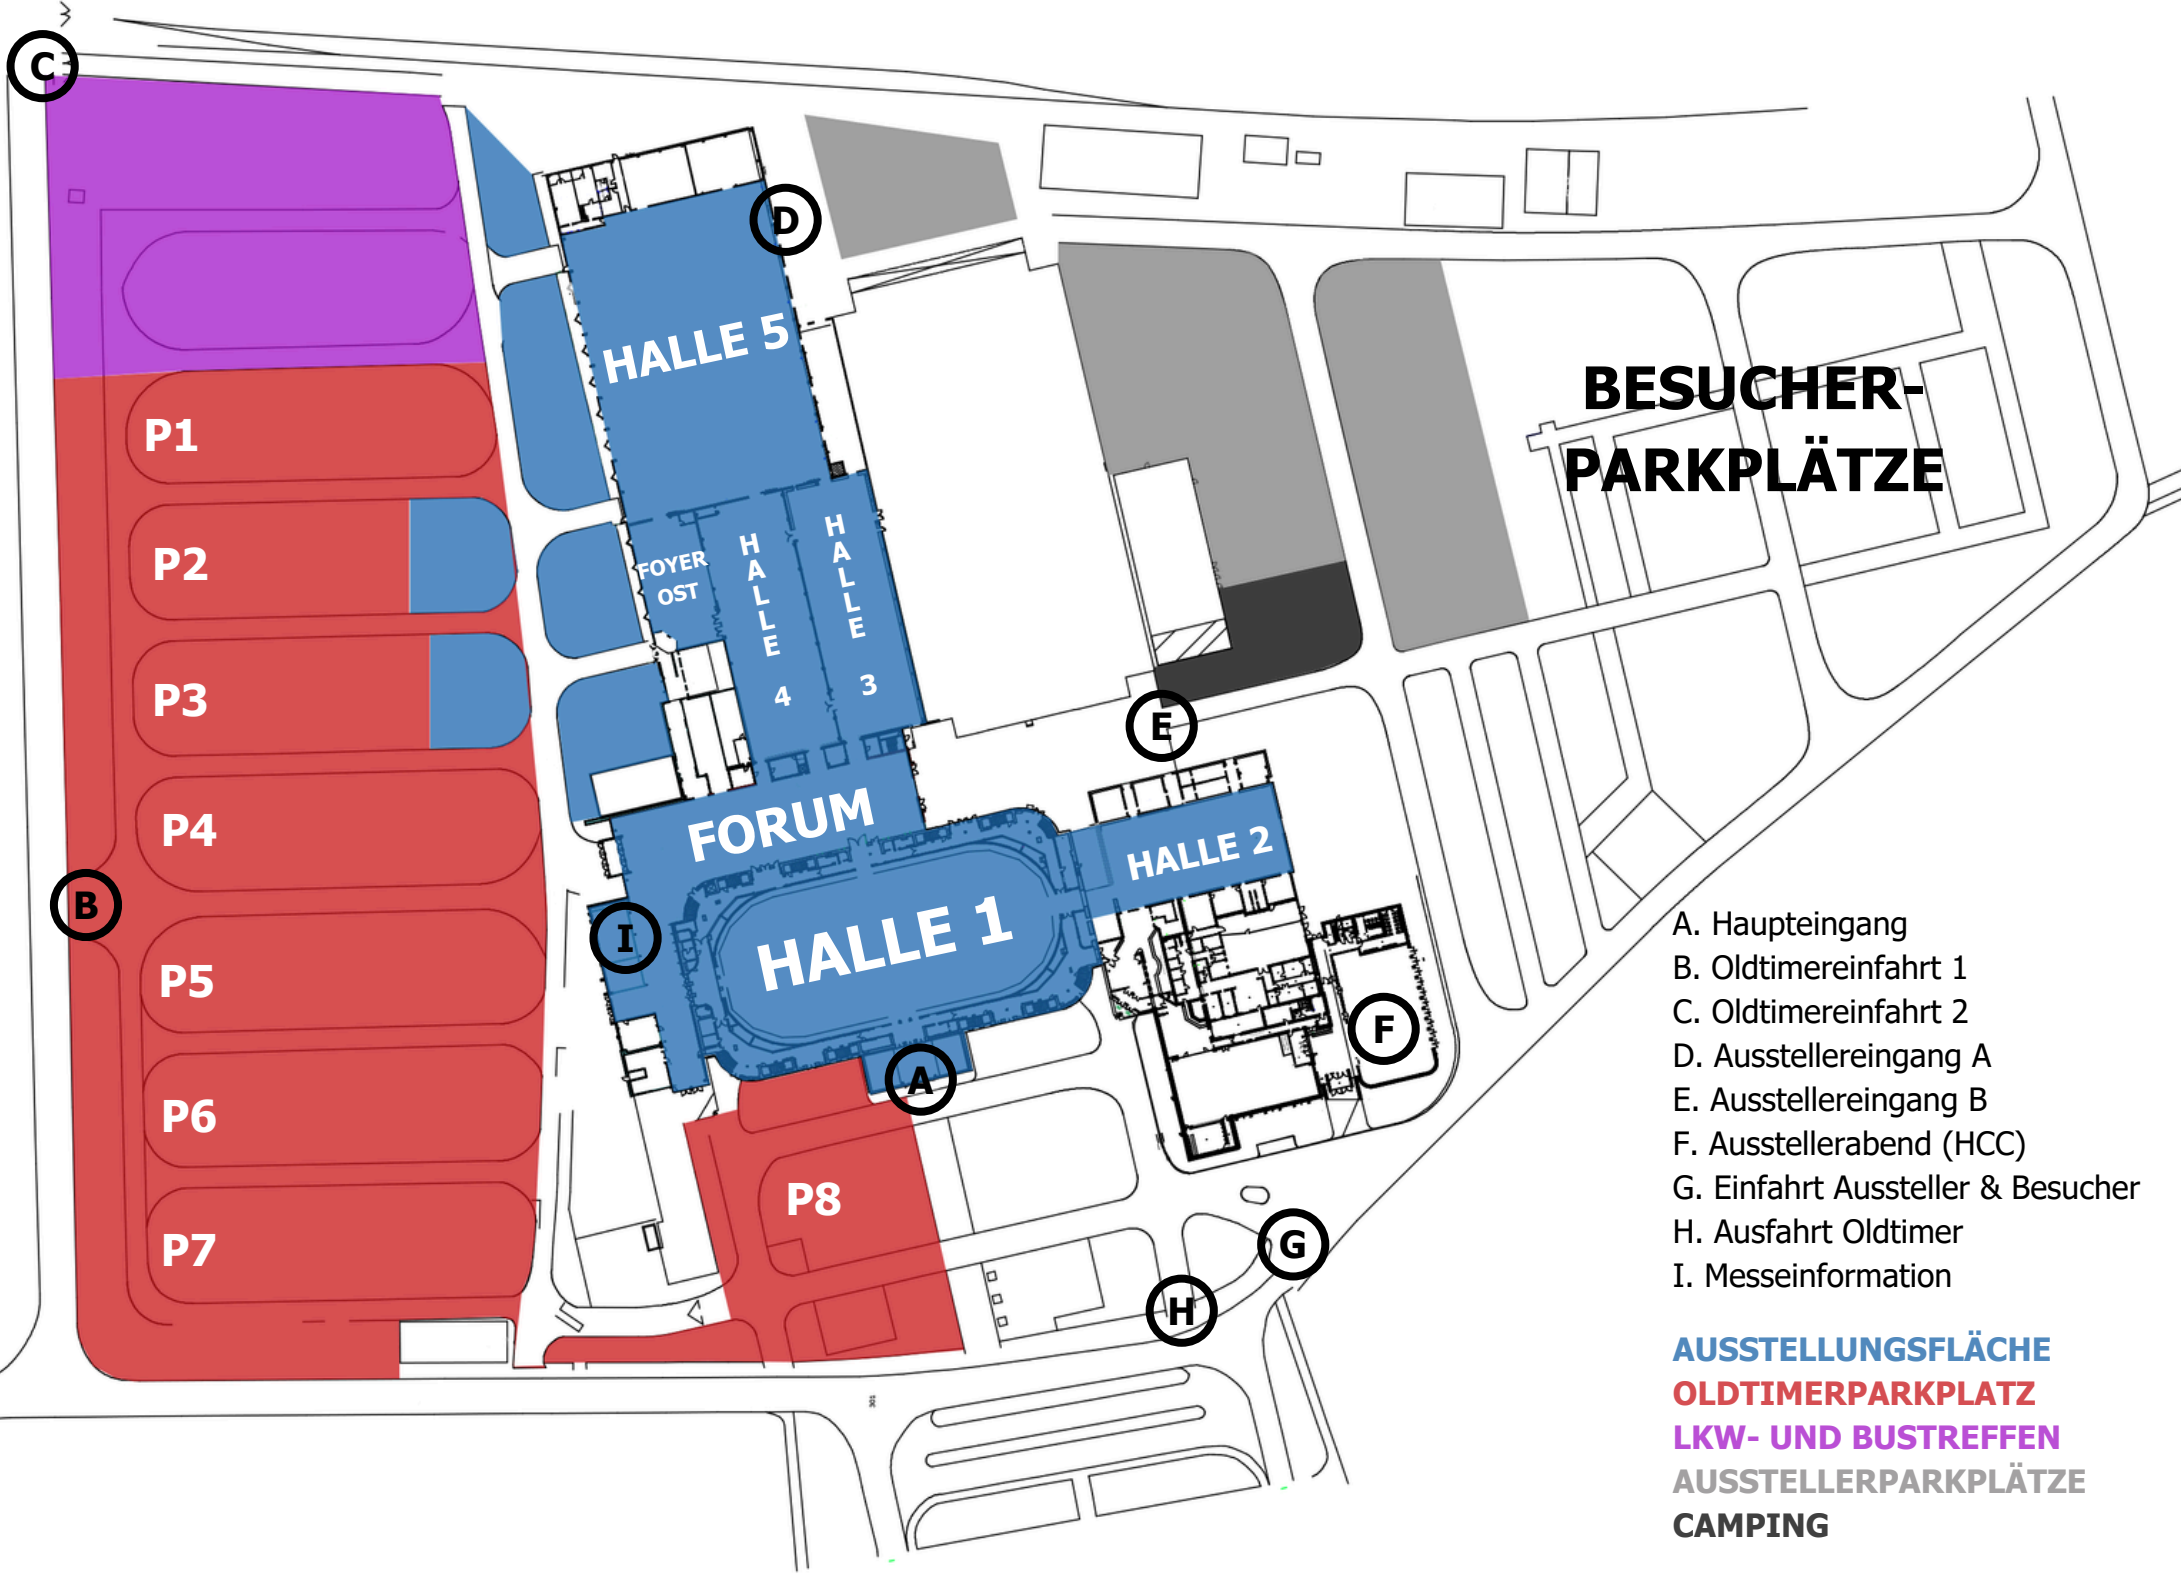 C
D
HALLE 5
BESUCHER-
PARKPLÄTZE
P1
P2
FOYER
OST
HALLE 4
HALLE 3
P3
E
P4
FORUM
HALLE 2
B
I
HALLE 1
P5
F
A
P6
P8
P7
G
H
301
A. Haupteingang
B. Oldtimereinfahrt 1
C. Oldtimereinfahrt 2
D. Ausstellereingang A
E. Ausstellereingang B
F. Ausstellerabend (HCC)
G. Einfahrt Aussteller & Besucher
H. Ausfahrt Oldtimer
I. Messeinformation
AUSSTELLUNGSFLÄCHE
OLDTIMERPARKPLATZ
LKW- UND BUSTREFFEN
AUSSTELLERPARKPLÄTZE
CAMPING